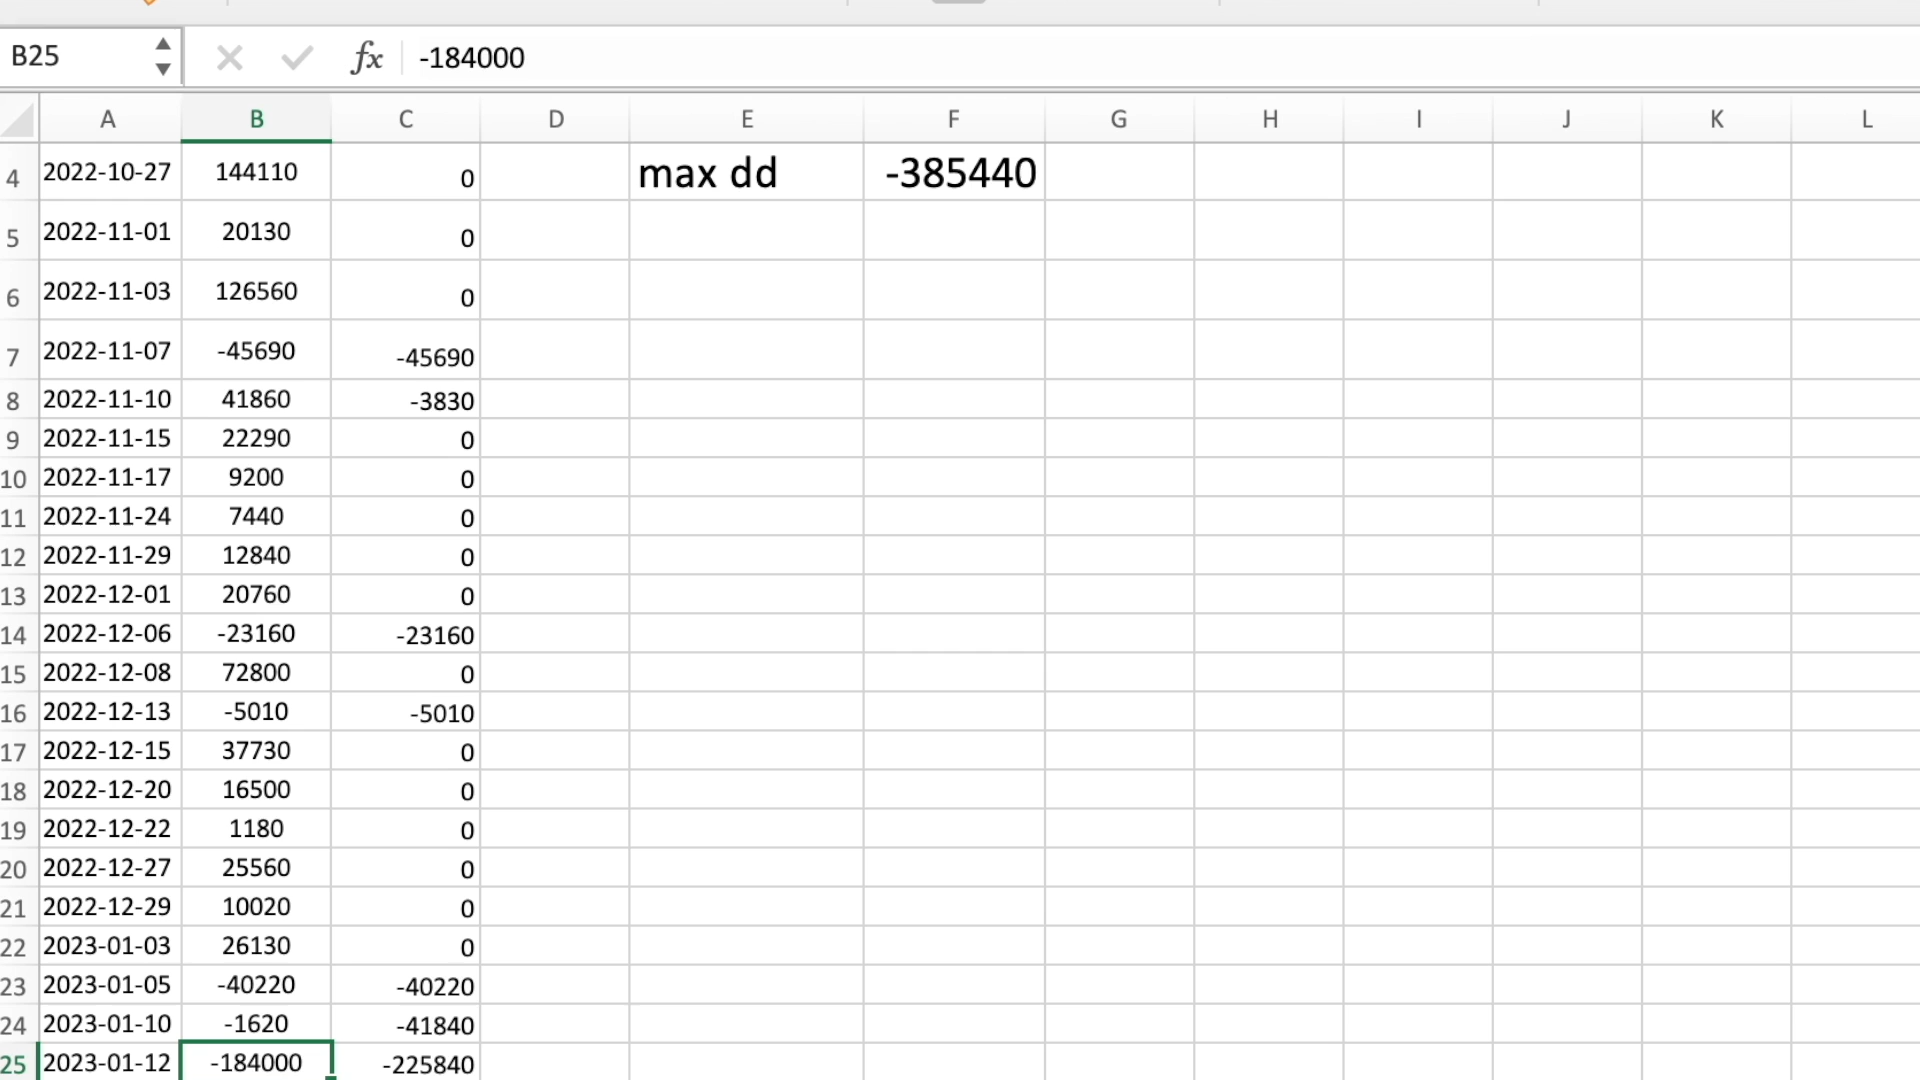 B25 fx -184000
A B C D E F G H I J K L
4 2022-10-27 144110 0 max dd -385440
5 2022-11-01 20130 0
6 2022-11-03 126560 0
7 2022-11-07 -45690 -45690
8 2022-11-10 41860 -3830
9 2022-11-15 22290 0
10 2022-11-17 9200 0
11 2022-11-24 7440 0
12 2022-11-29 12840 0
13 2022-12-01 20760 0
14 2022-12-06 -23160 -23160
15 2022-12-08 72800 0
16 2022-12-13 -5010 -5010
17 2022-12-15 37730 0
18 2022-12-20 16500 0
19 2022-12-22 1180 0
20 2022-12-27 25560 0
21 2022-12-29 10020 0
22 2023-01-03 26130 0
23 2023-01-05 -40220 -40220
24 2023-01-10 -1620 -41840
25 2023-01-12 -184000 -225840